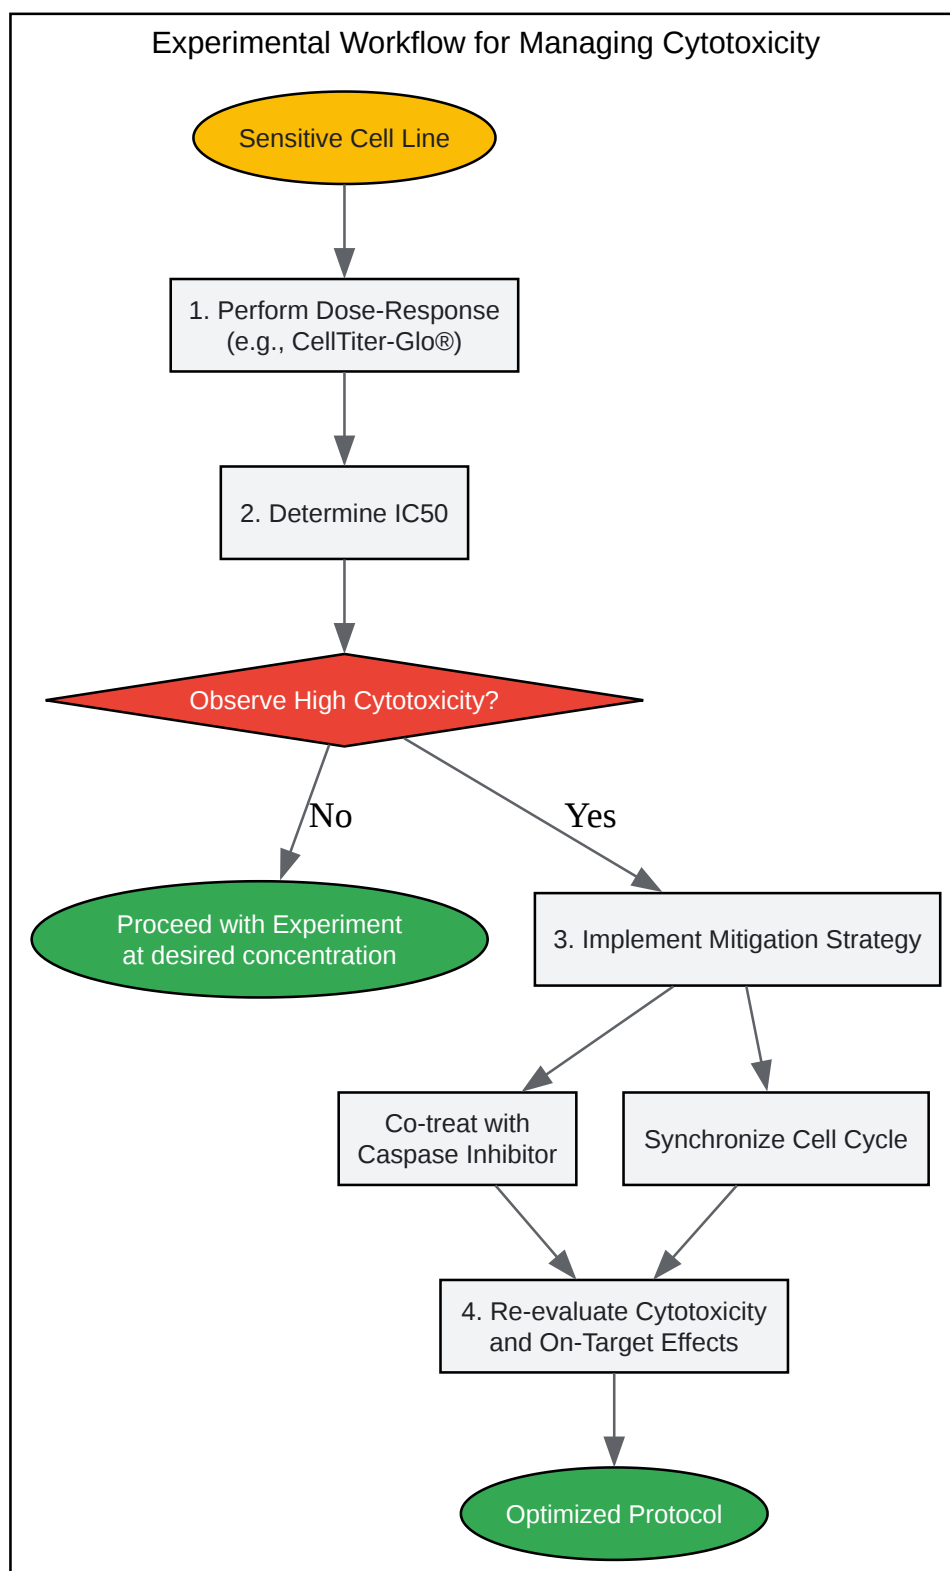 Experimental Workflow for Managing Cytotoxicity
Sensitive Cell Line
1. Perform Dose-Response
(e.g., CellTiter-Glo®)
2. Determine IC50
Observe High Cytotoxicity?
No
Yes
Proceed with Experiment
at desired concentration
3. Implement Mitigation Strategy
Co-treat with
Caspase Inhibitor
Synchronize Cell Cycle
4. Re-evaluate Cytotoxicity
and On-Target Effects
Optimized Protocol